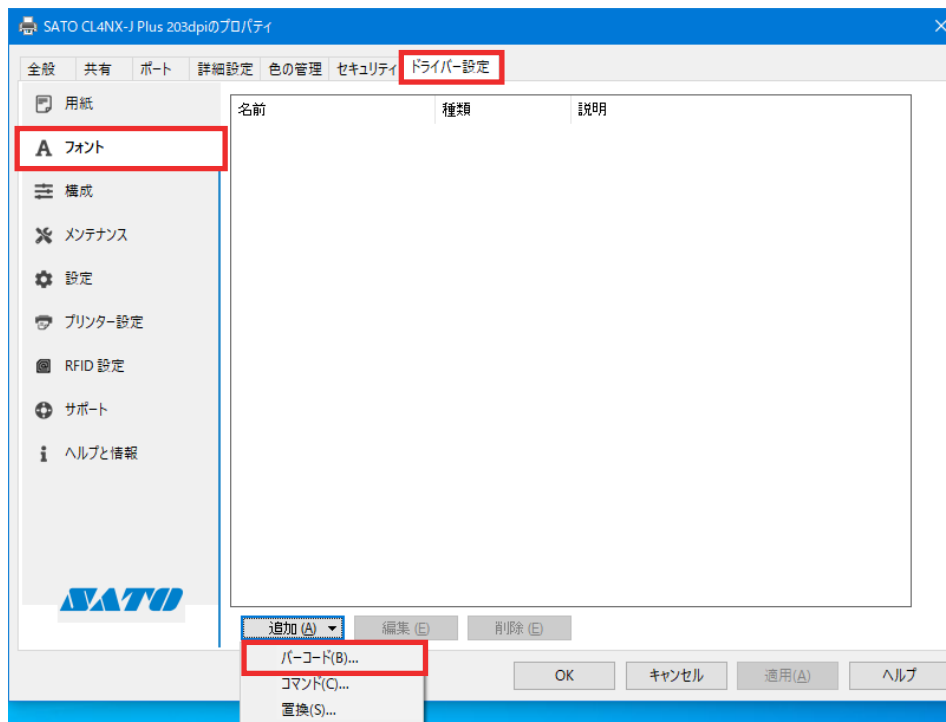 SATO CL4NX-J Plus 203dpiのプロパティ
全般 共有 ポート 詳細設定 色の管理 セキュリティ ドライバー設定
用紙
フォント
構成
メンテナンス
設定
プリンター設定
RFID 設定
サポート
ヘルプと情報
SATO
名前 種類 説明
追加 (A) 編集 (E) 削除 (E)
バーコード(B)...
コマンド(C)...
置換(S)...
OK キャンセル 適用(A) ヘルプ